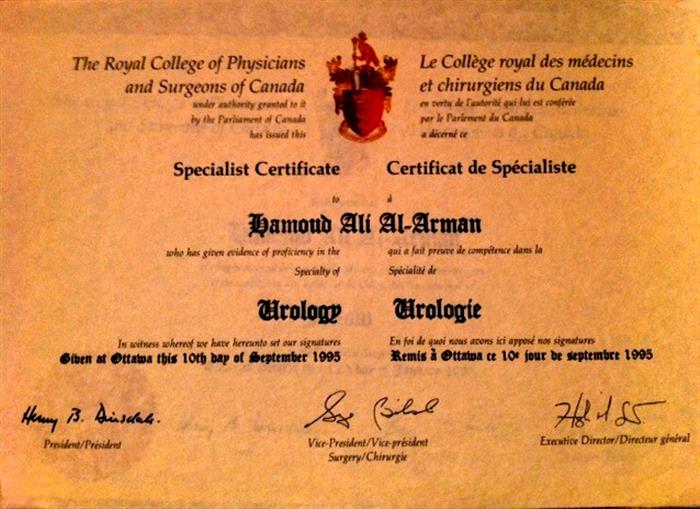 The Royal College of Physicians
and Surgeons of Canada
under authority granted to it
by the Parliament of Canada
has issued this
Le Collège royal des médecins
et chirurgiens du Canada
en vertu de l'autorité qui lui est conférée
par le Parlement du Canada
a décerné ce
Specialist Certificate
Certificat de Spécialiste
to
à
Hamoud Ali Al-Arman
who has given evidence of proficiency in the
Specialty of
qui a fait preuve de compétence dans la
Spécialité de
Urology
Urologie
In witness whereof we have hereunto set our signatures
Given at Ottawa this 10th day of September 1995
En foi de quoi nous avons ici apposé nos signatures
Remis à Ottawa ce 10e jour de septembre 1995
Henry B. Dinsdale.
President/Président
Vice-President/Vice-président
Surgery/Chirurgie
Executive Director/Directeur général